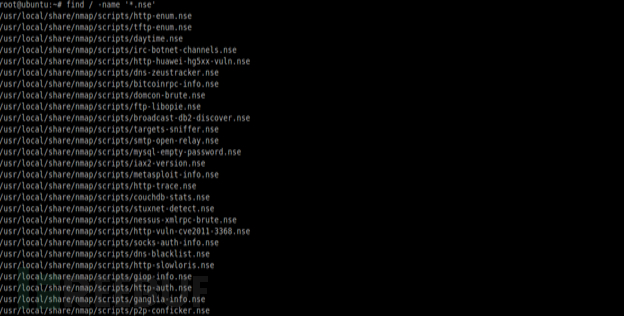 root@ubuntu:~# find / -name '*.nse'
/usr/local/share/nmap/scripts/http-enum.nse
/usr/local/share/nmap/scripts/tftp-enum.nse
/usr/local/share/nmap/scripts/daytime.nse
/usr/local/share/nmap/scripts/irc-botnet-channels.nse
/usr/local/share/nmap/scripts/http-huawei-hg5xx-vuln.nse
/usr/local/share/nmap/scripts/dns-zeustracker.nse
/usr/local/share/nmap/scripts/bitcoinrpc-info.nse
/usr/local/share/nmap/scripts/domcon-brute.nse
/usr/local/share/nmap/scripts/ftp-libopie.nse
/usr/local/share/nmap/scripts/broadcast-db2-discover.nse
/usr/local/share/nmap/scripts/targets-sniffer.nse
/usr/local/share/nmap/scripts/smtp-open-relay.nse
/usr/local/share/nmap/scripts/mysql-empty-password.nse
/usr/local/share/nmap/scripts/iax2-version.nse
/usr/local/share/nmap/scripts/metasploit-info.nse
/usr/local/share/nmap/scripts/http-trace.nse
/usr/local/share/nmap/scripts/couchdb-stats.nse
/usr/local/share/nmap/scripts/stuxnet-detect.nse
/usr/local/share/nmap/scripts/nessus-xmlrpc-brute.nse
/usr/local/share/nmap/scripts/http-vuln-cve2011-3368.nse
/usr/local/share/nmap/scripts/socks-auth-info.nse
/usr/local/share/nmap/scripts/dns-blacklist.nse
/usr/local/share/nmap/scripts/http-slowloris.nse
/usr/local/share/nmap/scripts/giop-info.nse
/usr/local/share/nmap/scripts/http-auth.nse
/usr/local/share/nmap/scripts/ganglia-info.nse
/usr/local/share/nmap/scripts/p2p-conficker.nse